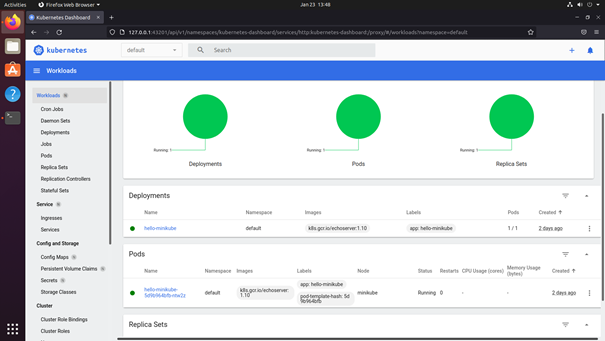 Activities
Firefox Web Browser
Jan 23 13:48
Kubernetes Dashboard
127.0.0.1:43201/api/v1/namespaces/kubernetes-dashboard/services/http:kubernetes-dashboard:/proxy/#/workloads?namespace=default
kubernetes
default
Search
Workloads
Workloads N
Cron Jobs
Daemon Sets
Deployments
Jobs
Pods
Replica Sets
Replication Controllers
Stateful Sets
Service N
Ingresses
Services
Config and Storage
Config Maps N
Persistent Volume Claims N
Secrets N
Storage Classes
Cluster
Cluster Role Bindings
Cluster Roles
Running: 1
Deployments
Running: 1
Pods
Running: 1
Replica Sets
Deployments
Name Namespace Images Labels Pods Created
hello-minikube default k8s.gcr.io/echoserver:1.10 app: hello-minikube 1 / 1 2 days ago
Pods
Name Namespace Images Labels Node Status Restarts CPU Usage (cores) Memory Usage (bytes) Created
hello-minikube- default k8s.gcr.io/echoserver: app: hello-minikube minikube Running 0 - - 2 days ago
1.10
pod-template-hash: 5d
9b964bfb
Replica Sets